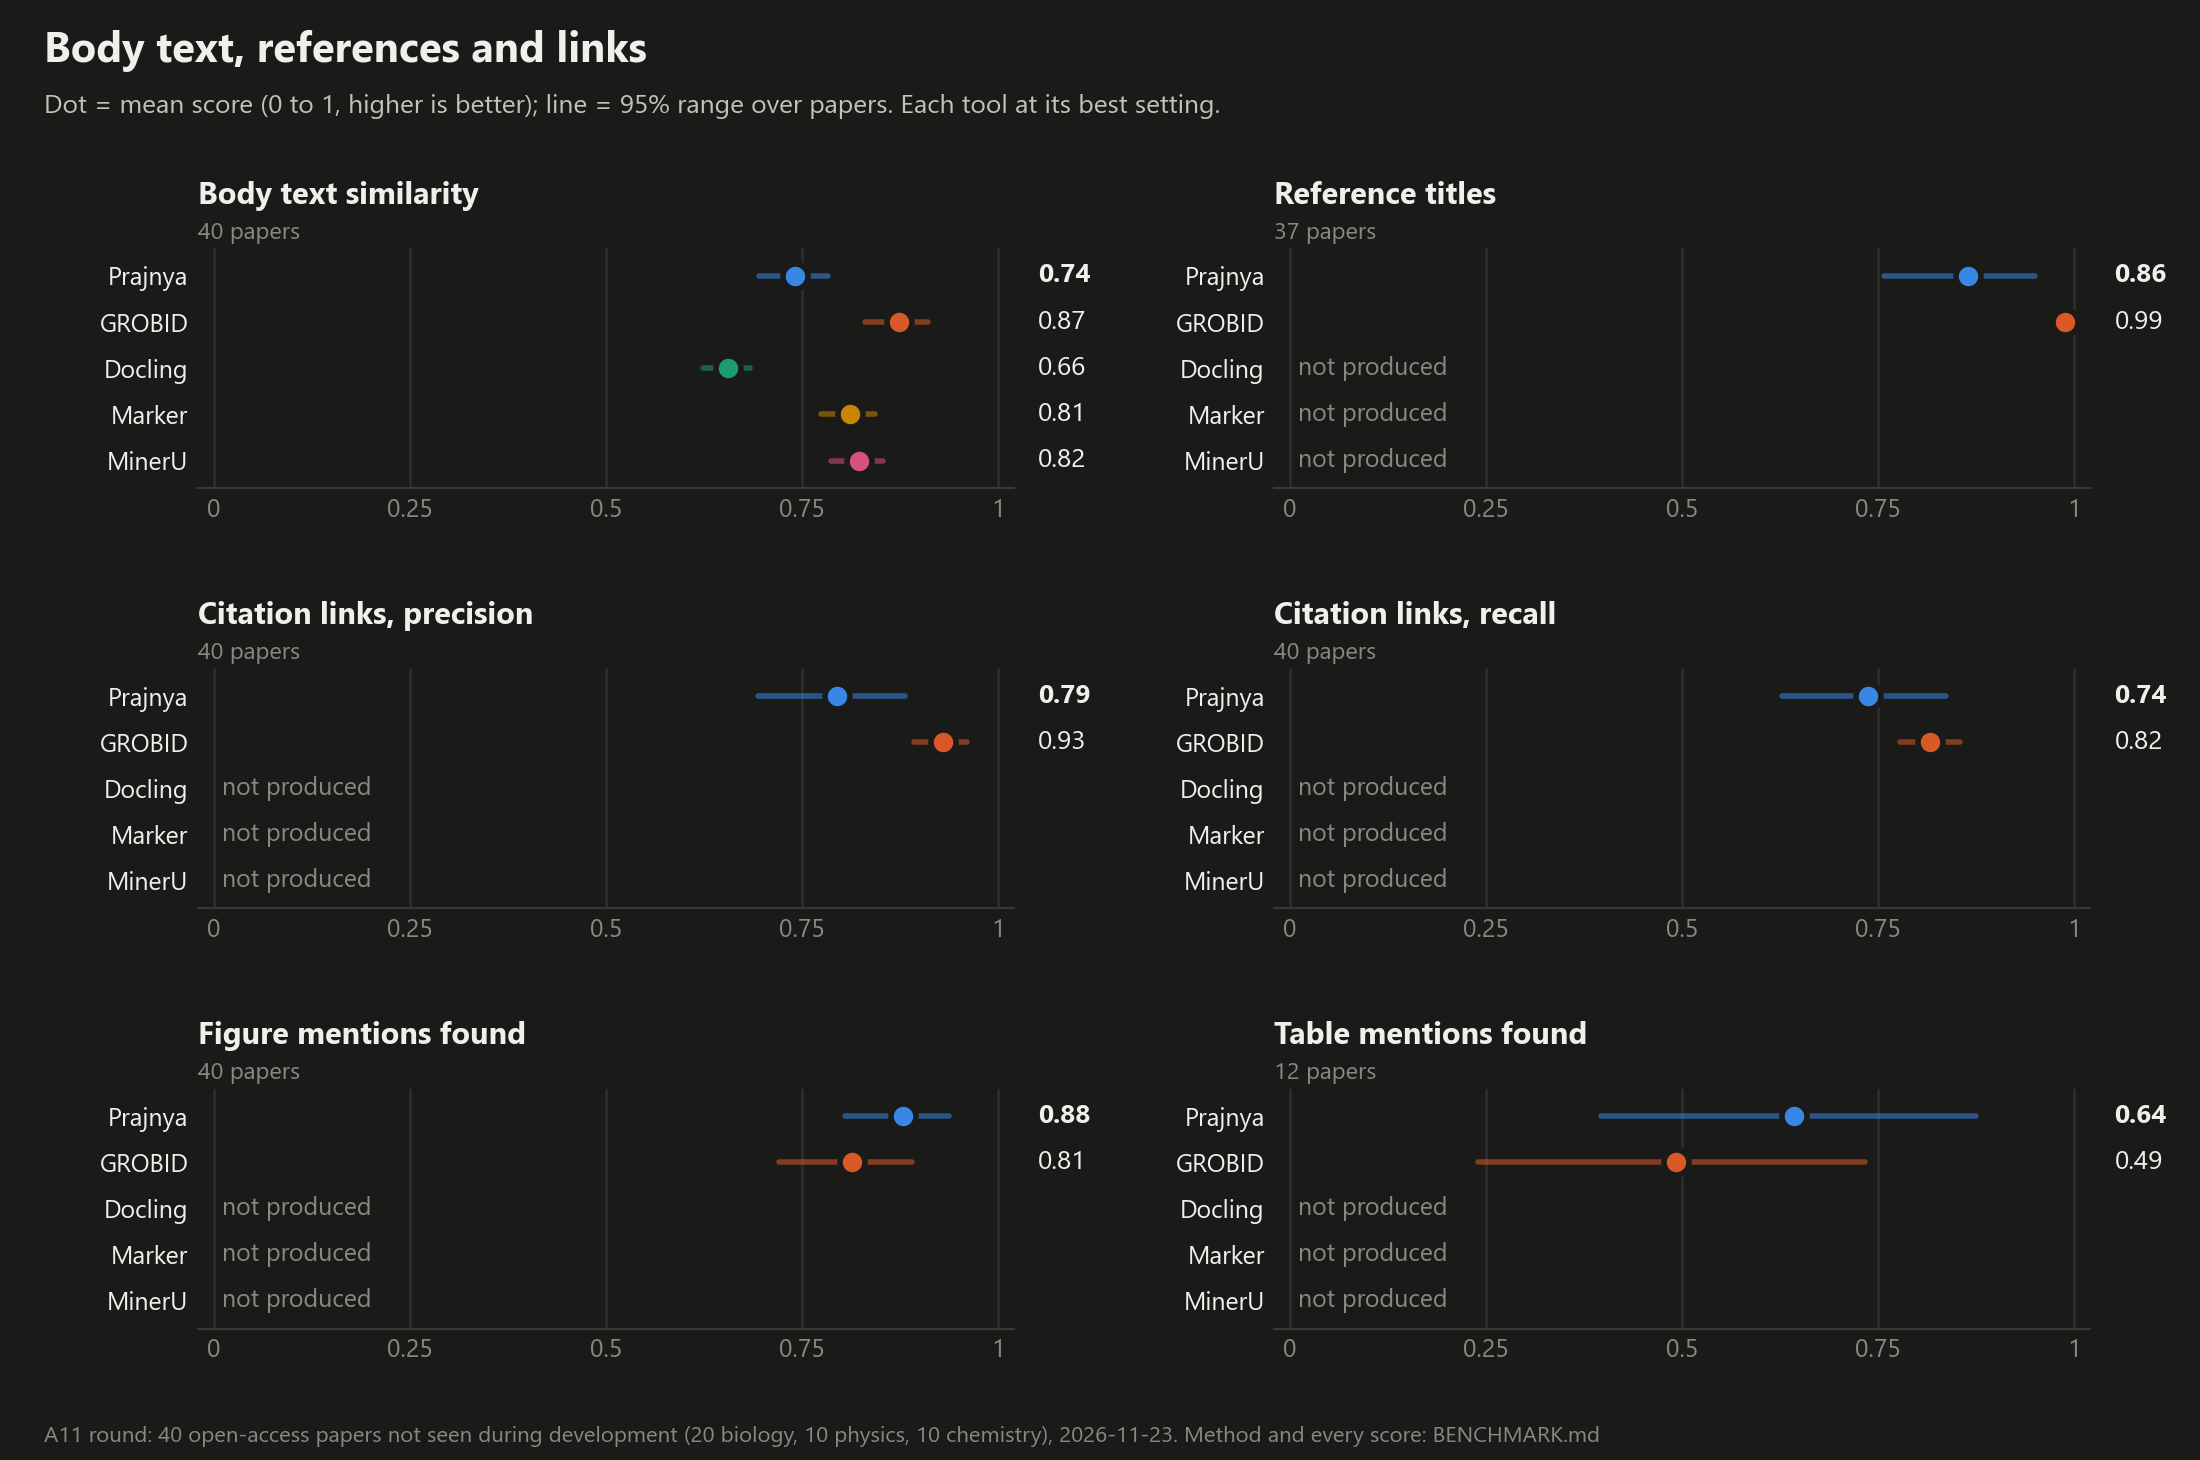 Body text, references and links
Dot = mean score (0 to 1, higher is better); line = 95% range over papers. Each tool at its best setting.
Body text similarity
40 papers
Prajnya 0.74
GROBID 0.87
Docling 0.66
Marker 0.81
MinerU 0.82
0 0.25 0.5 0.75 1
Reference titles
37 papers
Prajnya 0.86
GROBID 0.99
Docling not produced
Marker not produced
MinerU not produced
0 0.25 0.5 0.75 1
Citation links, precision
40 papers
Prajnya 0.79
GROBID 0.93
Docling not produced
Marker not produced
MinerU not produced
0 0.25 0.5 0.75 1
Citation links, recall
40 papers
Prajnya 0.74
GROBID 0.82
Docling not produced
Marker not produced
MinerU not produced
0 0.25 0.5 0.75 1
Figure mentions found
40 papers
Prajnya 0.88
GROBID 0.81
Docling not produced
Marker not produced
MinerU not produced
0 0.25 0.5 0.75 1
Table mentions found
12 papers
Prajnya 0.64
GROBID 0.49
Docling not produced
Marker not produced
MinerU not produced
0 0.25 0.5 0.75 1
A11 round: 40 open-access papers not seen during development (20 biology, 10 physics, 10 chemistry), 2026-11-23. Method and every score: BENCHMARK.md